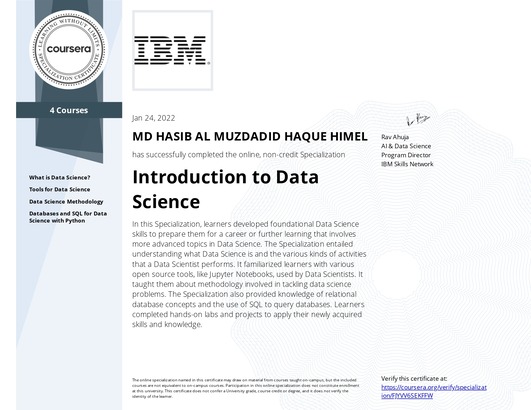 LEARNING WITHOUT LIMITS
coursera
SPECIALIZATION CERTIFICATE
4 Courses
What is Data Science?
Tools for Data Science
Data Science Methodology
Databases and SQL for Data
Science with Python
IBM
Jan 24, 2022
MD HASIB AL MUZDADID HAQUE HIMEL
has successfully completed the online, non-credit Specialization
Introduction to Data
Science
In this Specialization, learners developed foundational Data Science
skills to prepare them for a career or further learning that involves
more advanced topics in Data Science. The Specialization entailed
understanding what Data Science is and the various kinds of activities
that a Data Scientist performs. It familiarized learners with various
open source tools, like Jupyter Notebooks, used by Data Scientists. It
taught them about methodology involved in tackling data science
problems. The Specialization also provided knowledge of relational
database concepts and the use of SQL to query databases. Learners
completed hands-on labs and projects to apply their newly acquired
skills and knowledge.
Rav Ahuja
AI & Data Science
Program Director
IBM Skills Network
The online specialization named in this certificate may draw on material from courses taught on-campus, but the included
courses are not equivalent to on-campus courses. Participation in this online specialization does not constitute enrollment
at this university. This certificate does not confer a University grade, course credit or degree, and it does not verify the
identity of the learner.
Verify this certificate at:
https://coursera.org/verify/specializat